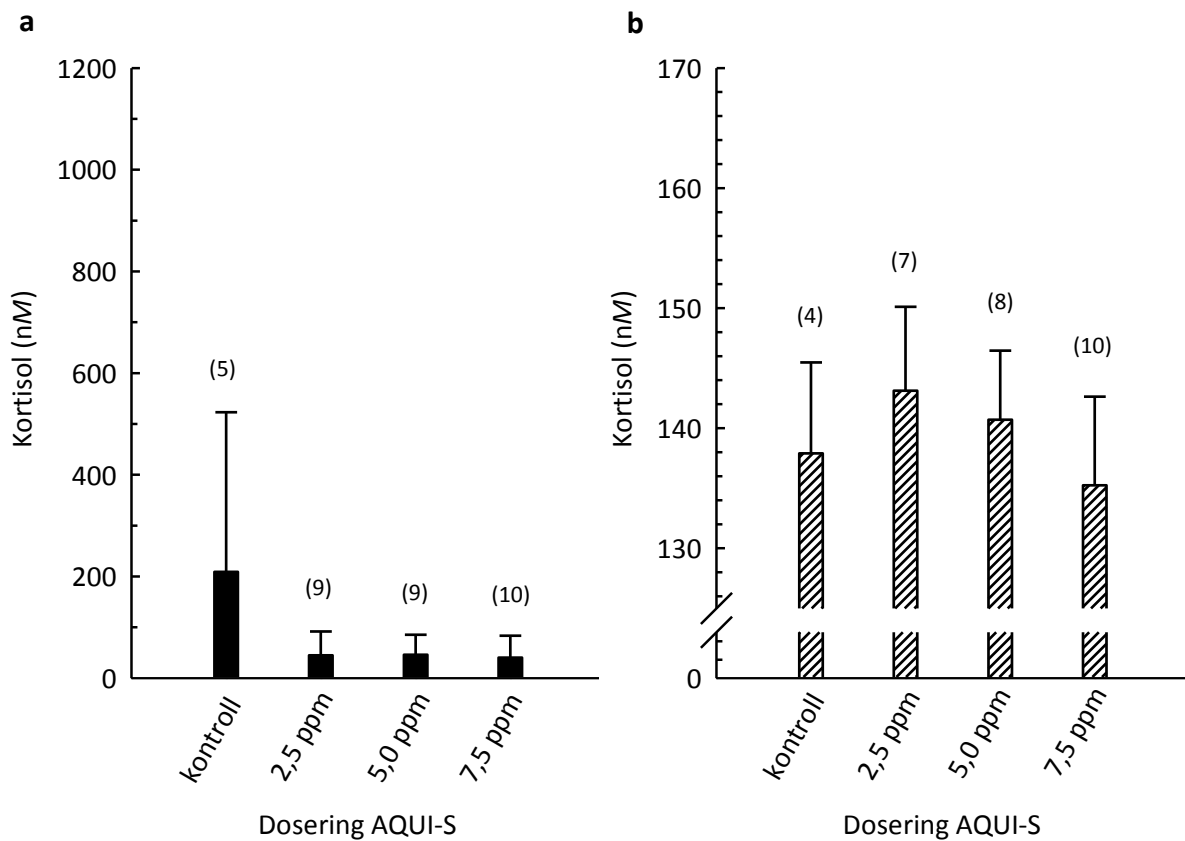 a
Kortisol (nM)
1200
1000
800
600
400
200
0
(5)
(9)
(9)
(10)
kontroll
2,5 ppm
5,0 ppm
7,5 ppm
Dosering AQUI-S
b
Kortisol (nM)
170
160
150
140
130
0
(4)
(7)
(8)
(10)
kontroll
2,5 ppm
5,0 ppm
7,5 ppm
Dosering AQUI-S